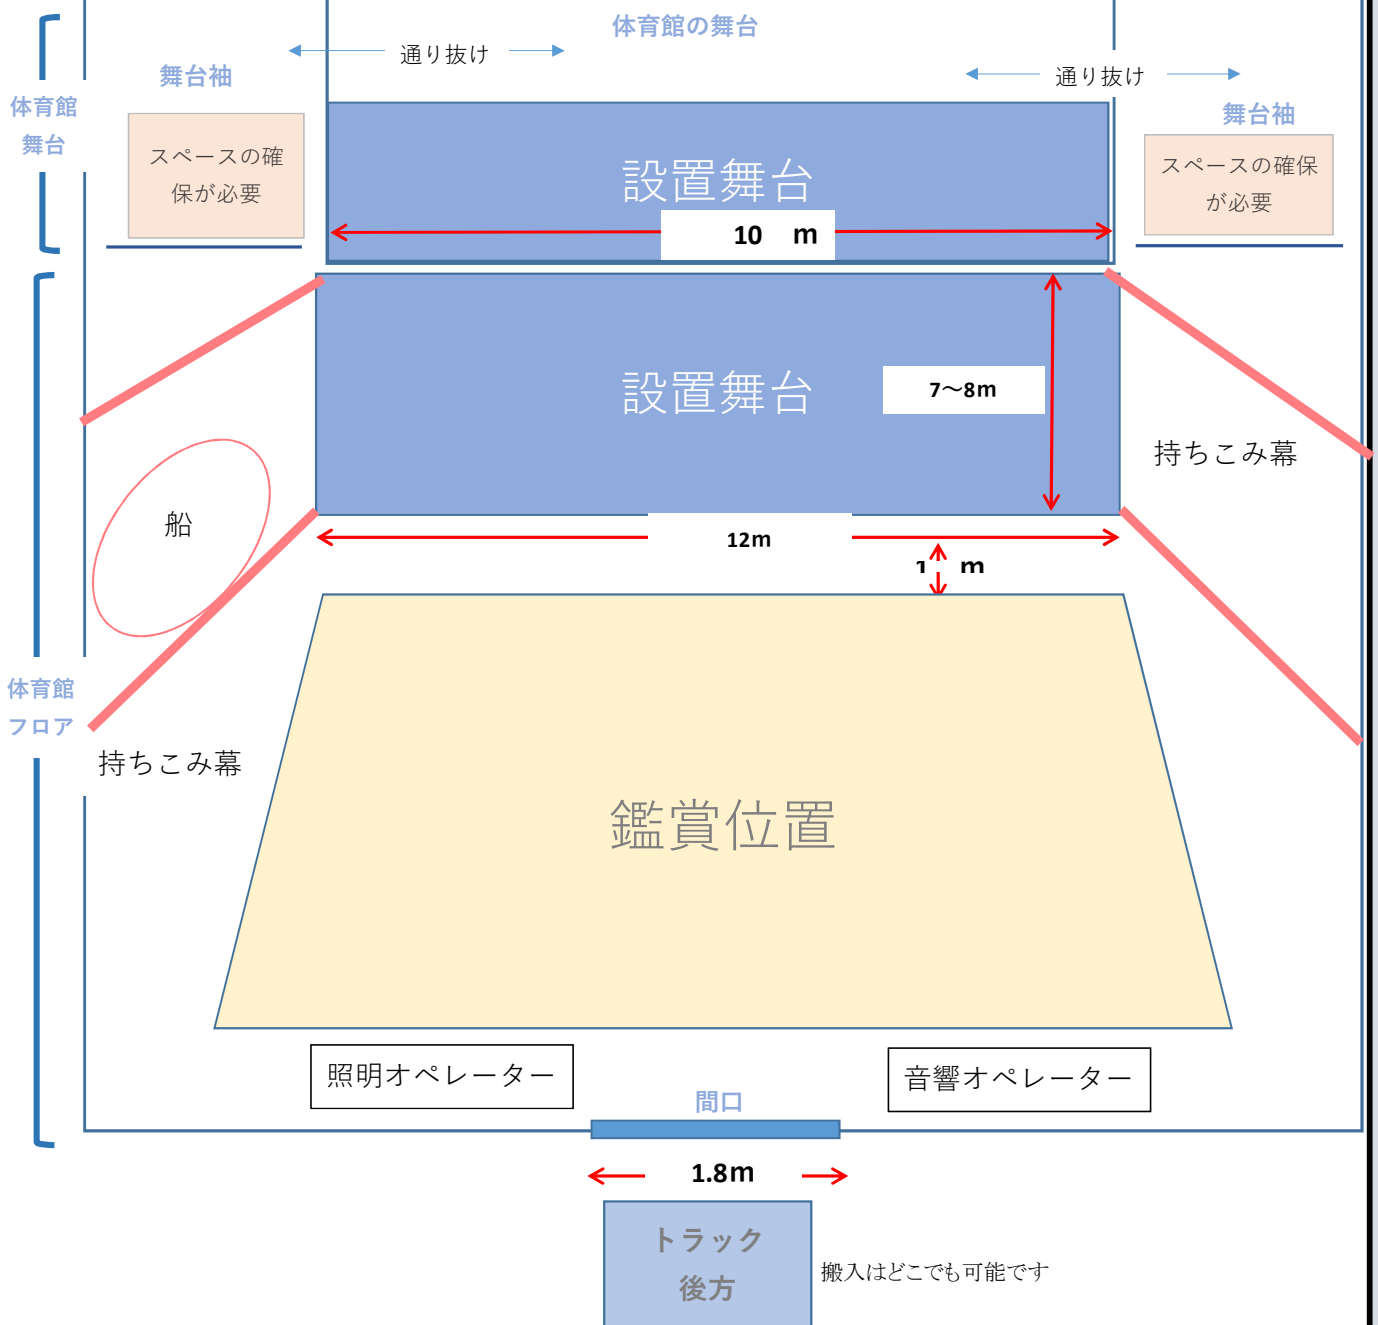 体育館の舞台
通り抜け
通り抜け
舞台袖
舞台袖
体育館
舞台
スペースの確
保が必要
スペースの確保
が必要
設置舞台
10 m
設置舞台
7～8m
持ちこみ幕
船
12m
1 m
体育館
フロア
持ちこみ幕
鑑賞位置
照明オペレーター
音響オペレーター
間口
1.8m
トラック
後方
搬入はどこでも可能です